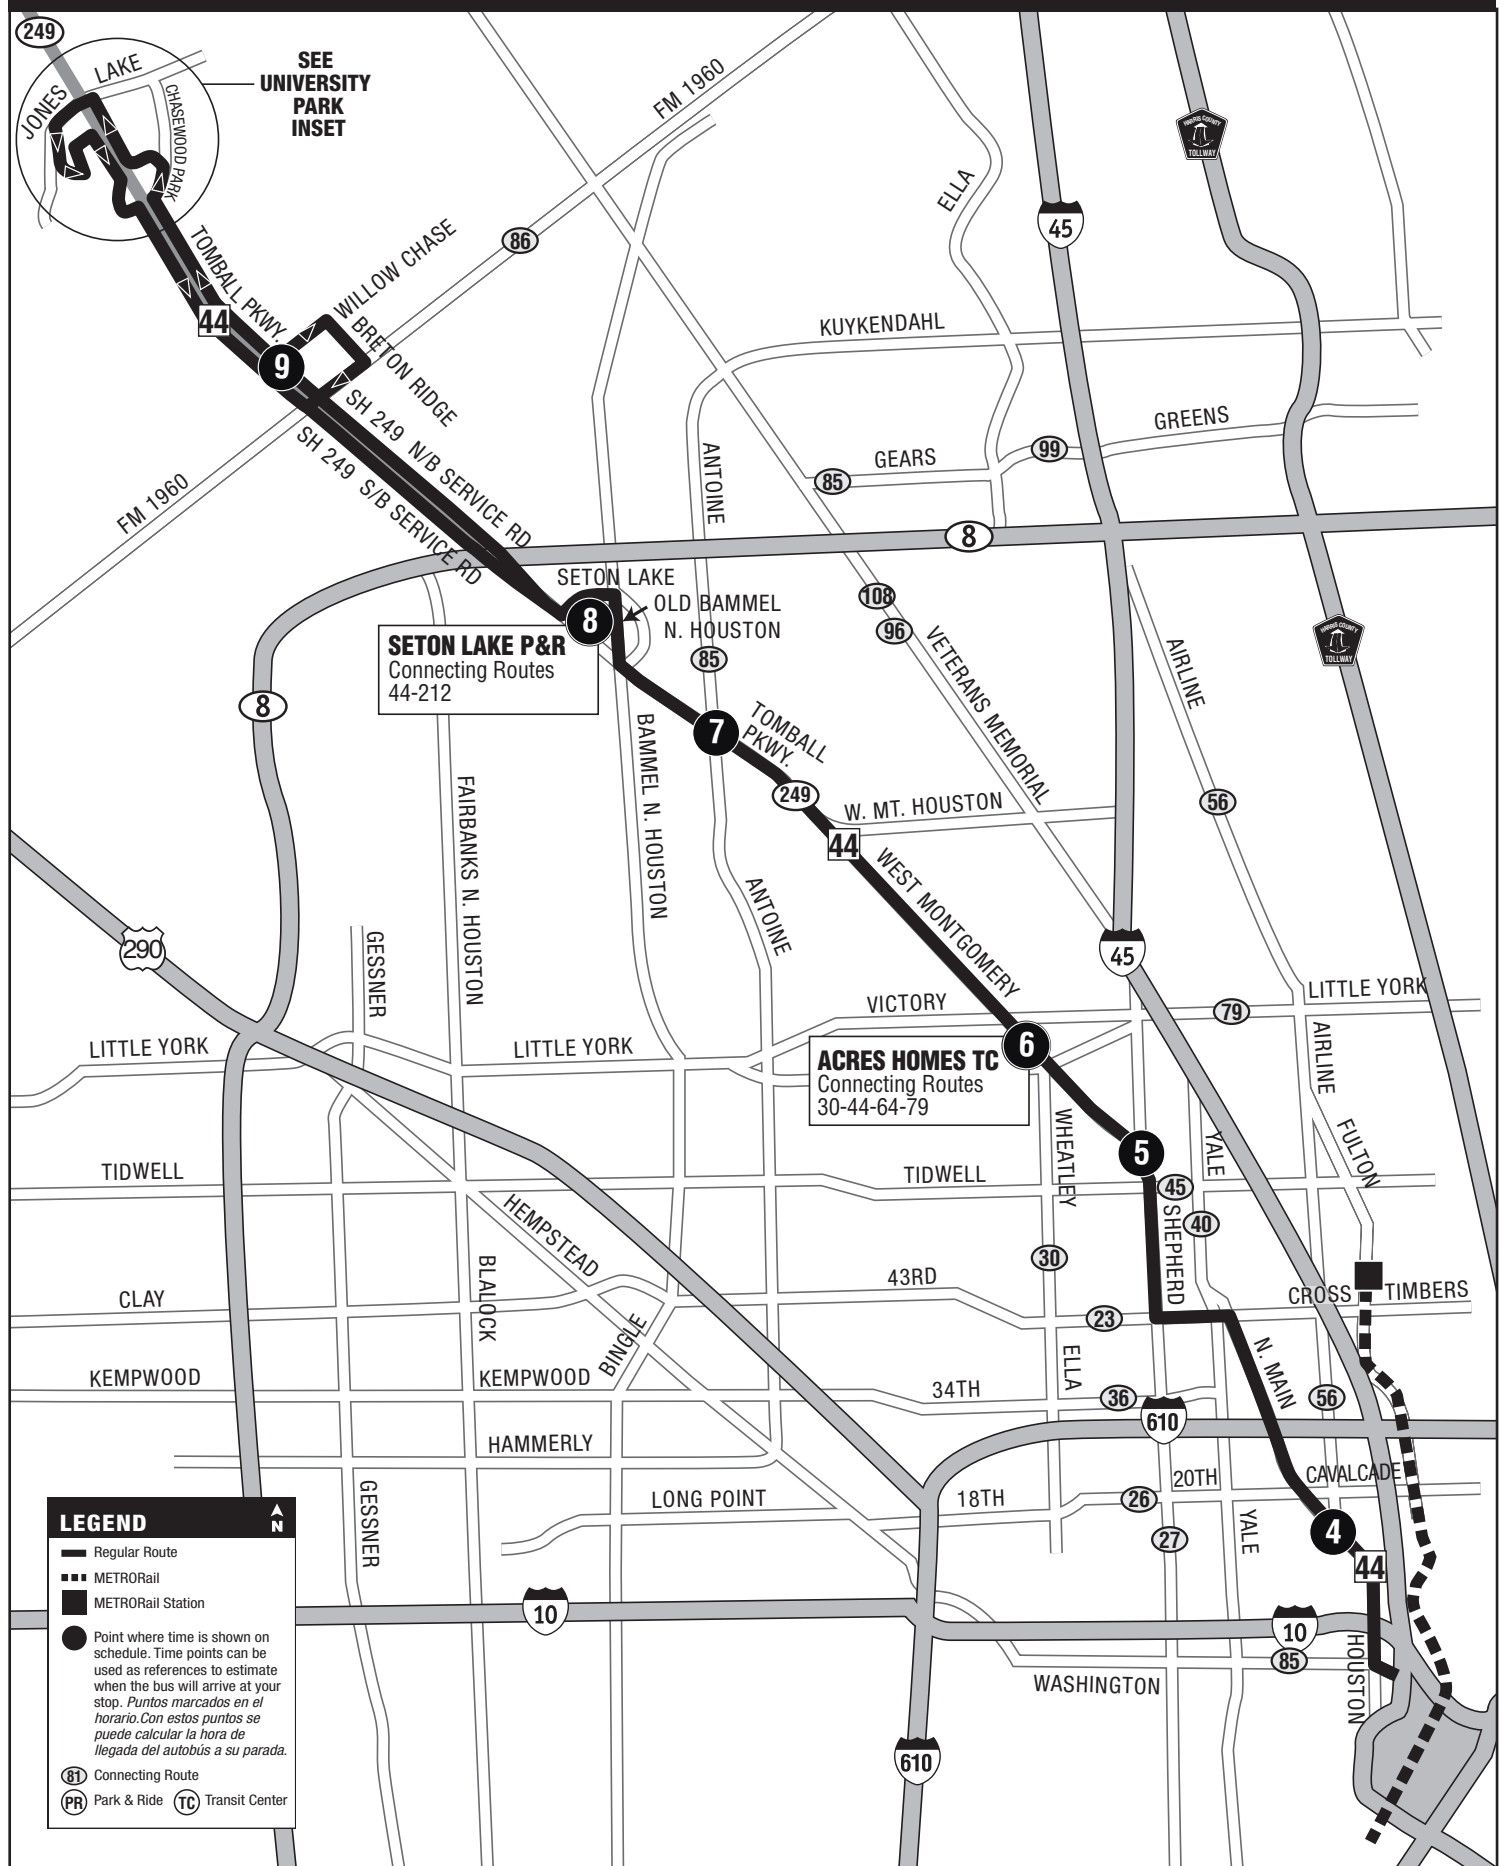 249
LAKE
JONES
CHASEWOOD PARK
SEE
UNIVERSITY
PARK
INSET
FM 1960
HARRIS COUNTY
TOLLWAY
ELLA
45
86
WILLOW CHASE
TOMBALL PKWY.
44
BRETON RIDGE
KUYKENDAHL
9
SH 249 N/B SERVICE RD
SH 249 S/B SERVICE RD
GREENS
99
GEARS
85
ANTOINE
FM 1960
8
SETON LAKE
OLD BAMMEL
N. HOUSTON
8
108
96
HARRIS COUNTY
TOLLWAY
SETON LAKE P&R
Connecting Routes
44-212
85
VETERANS MEMORIAL
AIRLINE
8
7
TOMBALL
PKWY.
BAMMEL N. HOUSTON
FAIRBANKS N. HOUSTON
249
W. MT. HOUSTON
56
44
WEST MONTGOMERY
ANTOINE
290
GESSNER
45
LITTLE YORK
VICTORY
79
LITTLE YORK
LITTLE YORK
6
AIRLINE
ACRES HOMES TC
Connecting Routes
30-44-64-79
WHEATLEY
5
YALE
FULTON
TIDWELL
TIDWELL
45
SHEPHERD
40
HEMPSTEAD
30
BLALOCK
43RD
CLAY
CROSS TIMBERS
23
BINGLE
ELLA
N. MAIN
KEMPWOOD
KEMPWOOD
34TH
36
56
610
HAMMERLY
CAVALCADE
20TH
GESSNER
LONG POINT
18TH
26
YALE
4
27
44
10
10
85
HOUSTON
WASHINGTON
610
LEGEND
N
Regular Route
METRORail
METRORail Station
Point where time is shown on
schedule. Time points can be
used as references to estimate
when the bus will arrive at your
stop. Puntos marcados en el
horario.Con estos puntos se
puede calcular la hora de
llegada del autobús a su parada.
81 Connecting Route
PR Park & Ride TC Transit Center